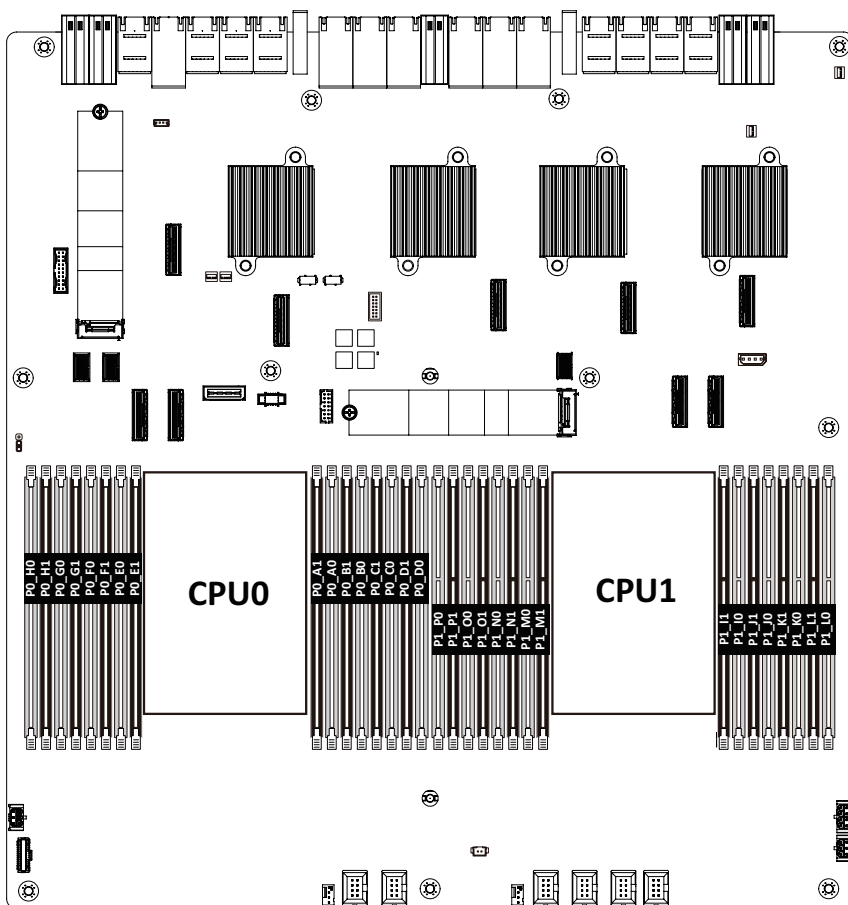 P0_H0
P0_H1
P0_G0
P0_G1
P0_F0
P0_F1
P0_E0
P0_E1
CPU0
P0_A1
P0_A0
P0_B1
P0_B0
P0_C1
P0_C0
P0_D1
P0_D0
P1_P0
P1_P1
P1_O0
P1_O1
P1_N0
P1_N1
P1_M0
P1_M1
CPU1
P1_I1
P1_I0
P1_J1
P1_J0
P1_K1
P1_K0
P1_L1
P1_L0